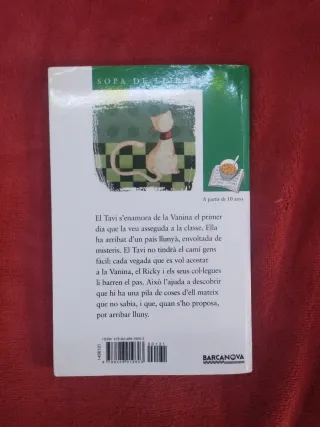 SOPA DE LLIBRES
A partir de 10 anys
El Tavi s'enamora de la Vanina el primer
dia que la veu asseguda a la classe. Ella
ha arribat d'un país llunyà, envoltada de
misteris. El Tavi no tindrà el camí gens
fàcil: cada vegada que es vol acostar
a la Vanina, el Ricky i els seus col·legues
li barren el pas. Això l'ajuda a descobrir
que hi ha una pila de coses d'ell mateix
que no sabia, i que, quan s'ho proposa,
pot arribar lluny.
BARCANOVA